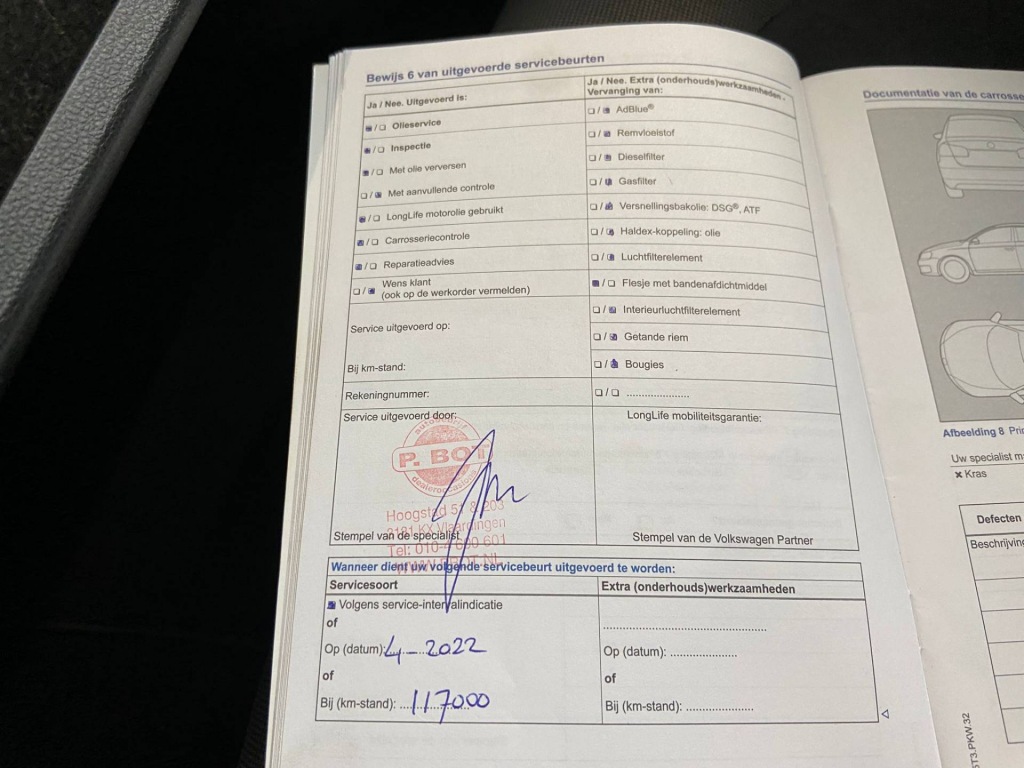 Bewijs 6 van uitgevoerde servicebeurten
Ja / Nee. Uitgevoerd is:
Olieservice
Inspectie
Met olie verversen
Met aanvullende controle
LongLife motorolie gebruikt
Carrosseriecontrole
Reparatieadvies
Wens klant
(ook op de werkorder vermelden)
Service uitgevoerd op:
Bij km-stand:
Rekeningnummer:
Ja / Nee. Extra (onderhouds)werkzaamheden.
Vervanging van:
AdBlue®
Remvloeistof
Dieselfilter
Gasfilter
Versnellingsbakolie: DSG®, ATF
Haldex-koppeling: olie
Luchtfilterelement
Flesje met bandenafdichtmiddel
Interieurluchtfilterelement
Getande riem
Bougies
.....................
Service uitgevoerd door:
autobedrijf
P. BOT
dealeroccasions
Hoogstad
Vlaardingen
Tel: 010-
Stempel van de specialist
LongLife mobiliteitsgarantie:
Stempel van de Volkswagen Partner
Wanneer dient uw volgende servicebeurt uitgevoerd te worden:
Servicesoort
Volgens service-intervalindicatie
of
Op (datum): 4-2022
of
Bij (km-stand): 117000
Extra (onderhouds)werkzaamheden
Op (datum): ....................
of
Bij (km-stand): ....................
Documentatie van de
Afbeelding 8
Uw specialist
× Kras
Defecten